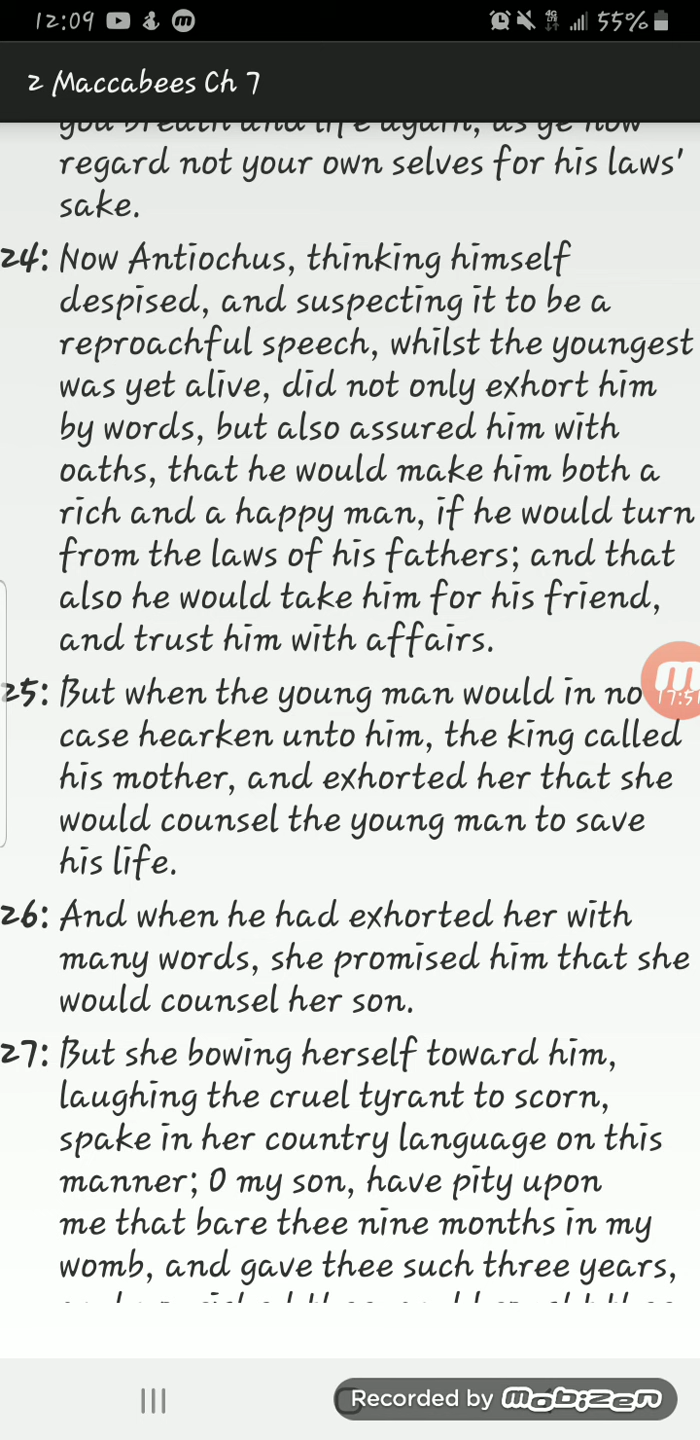 12:09
55%
2 Maccabees Ch 7
you breath and life again, as ye now
regard not your own selves for his laws'
sake.
24: Now Antiochus, thinking himself
despised, and suspecting it to be a
reproachful speech, whilst the youngest
was yet alive, did not only exhort him
by words, but also assured him with
oaths, that he would make him both a
rich and a happy man, if he would turn
from the laws of his fathers; and that
also he would take him for his friend,
and trust him with affairs.
25: But when the young man would in no
case hearken unto him, the king called
his mother, and exhorted her that she
would counsel the young man to save
his life.
26: And when he had exhorted her with
many words, she promised him that she
would counsel her son.
27: But she bowing herself toward him,
laughing the cruel tyrant to scorn,
spake in her country language on this
manner; O my son, have pity upon
me that bare thee nine months in my
womb, and gave thee such three years,
Recorded by mobizen